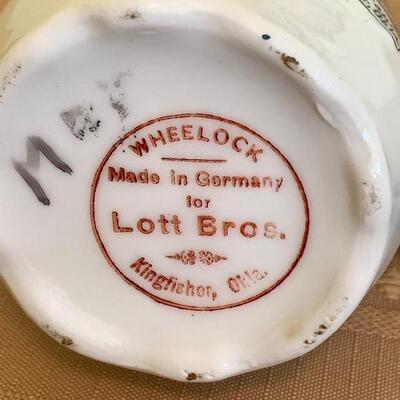 WHEELOCK
Made in Germany
for
Lott Bros.
Kingfisher, Okla.